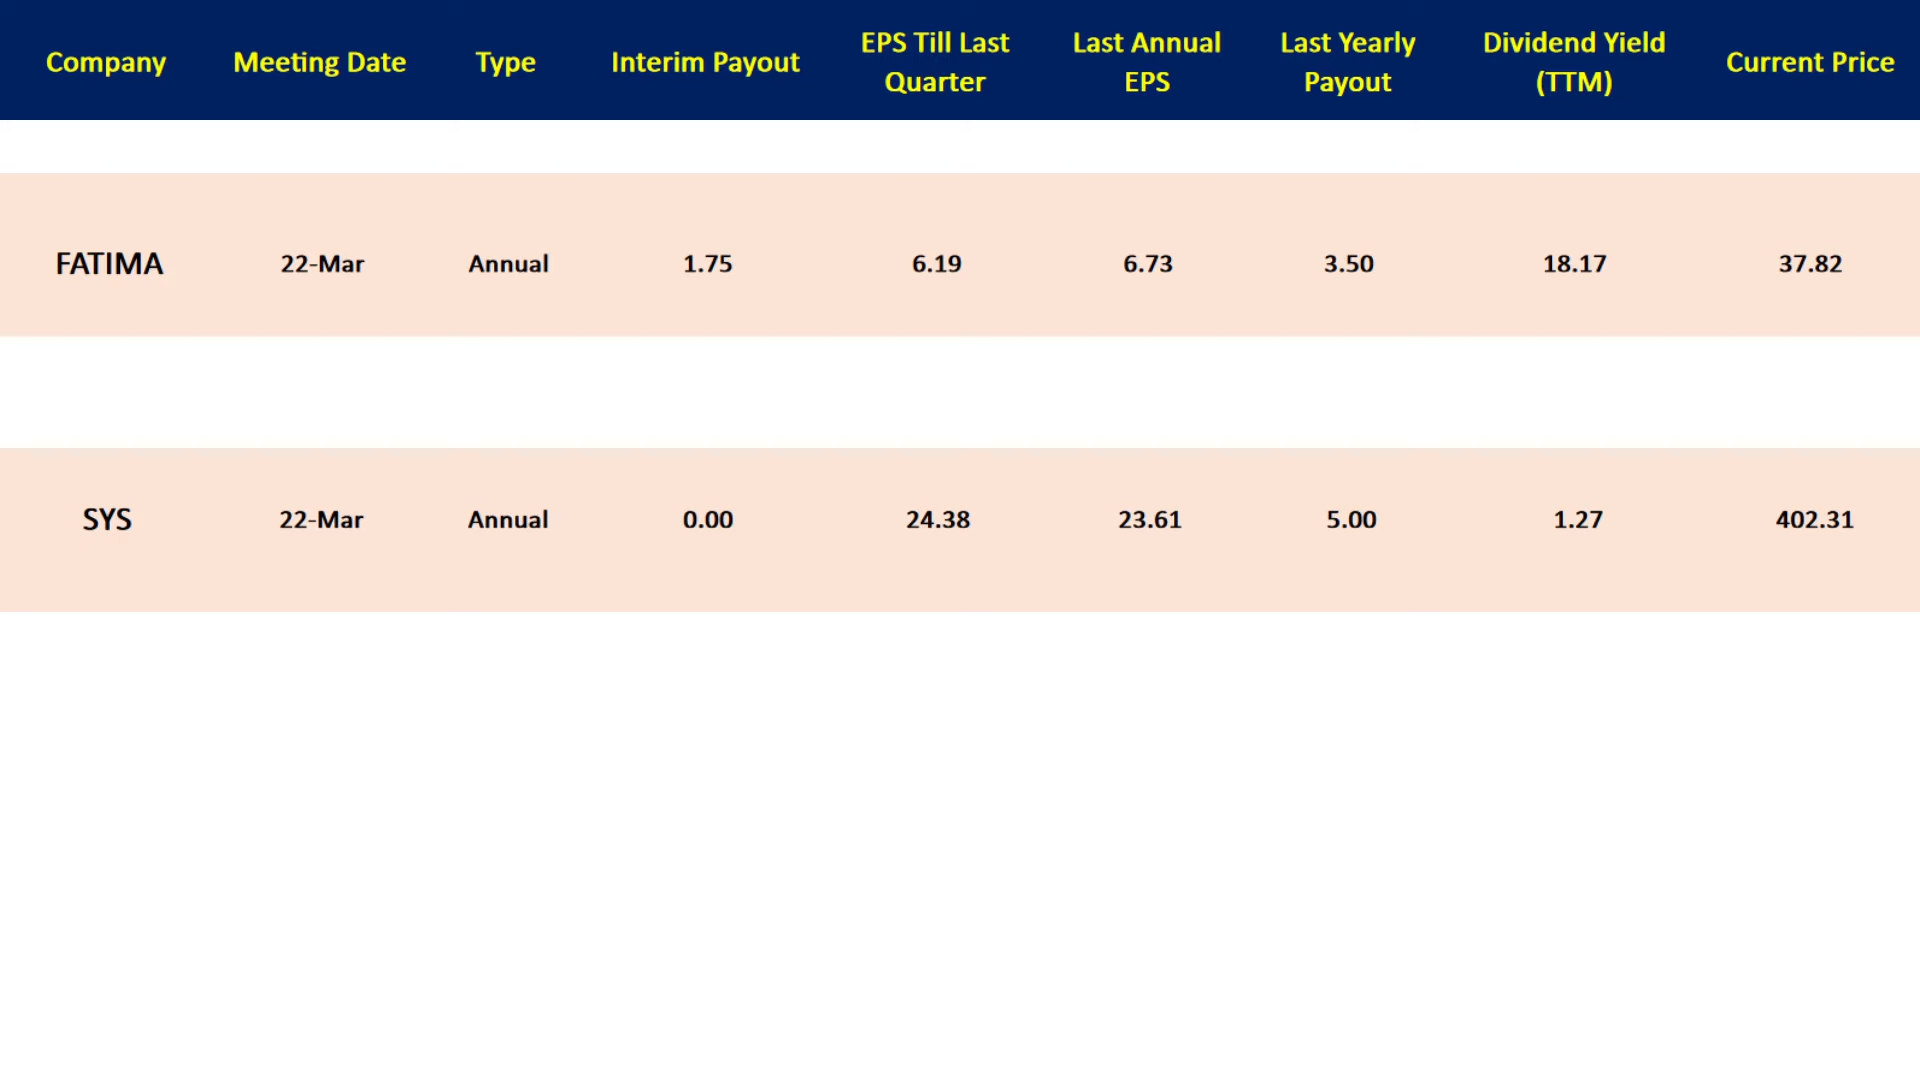 Company Meeting Date Type Interim Payout EPS Till Last Quarter Last Annual EPS Last Yearly Payout Dividend Yield (TTM) Current Price
FATIMA 22-Mar Annual 1.75 6.19 6.73 3.50 18.17 37.82
SYS 22-Mar Annual 0.00 24.38 23.61 5.00 1.27 402.31